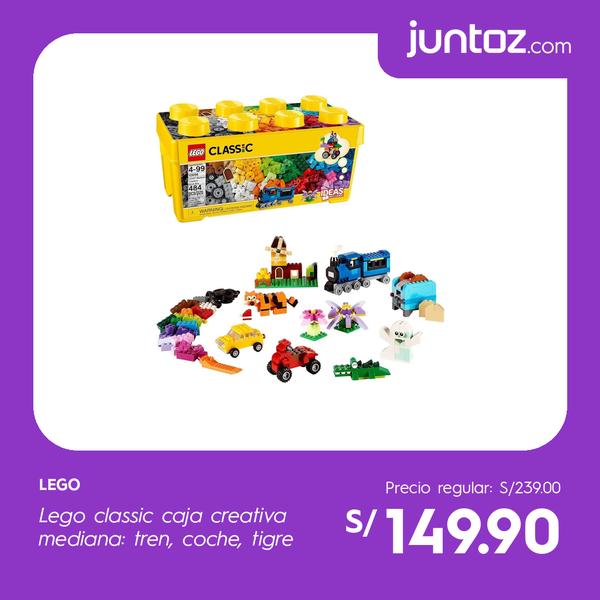 juntoz.com
LEGO CLASSIC
4-99
484
WARNING:
IDEAS
LEGO
Precio regular: S/239.00
Lego classic caja creativa
mediana: tren, coche, tigre
S/149.90